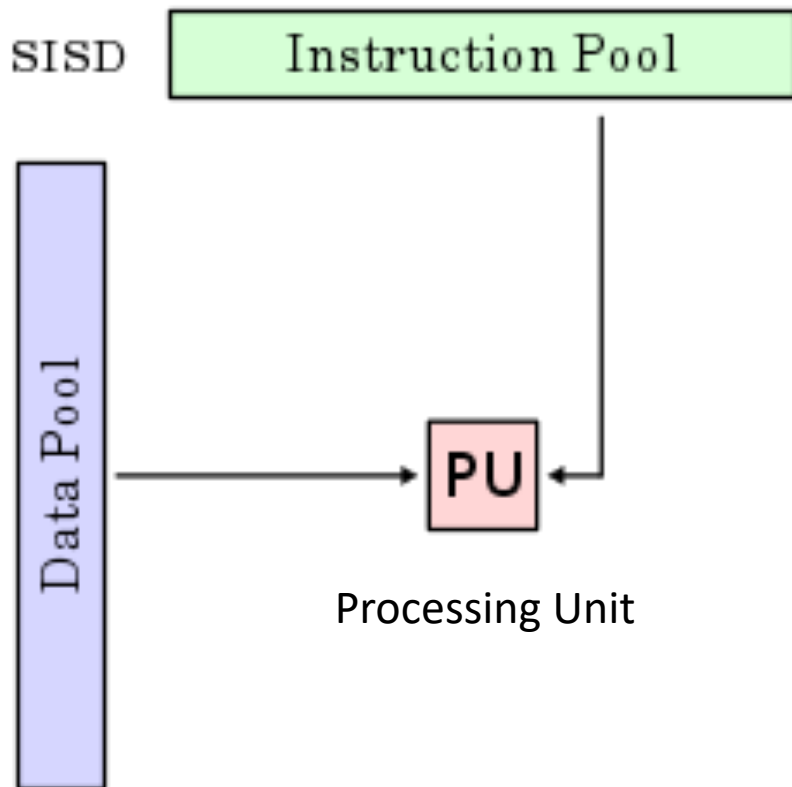 SISD
Instruction Pool
Data Pool
PU
Processing Unit